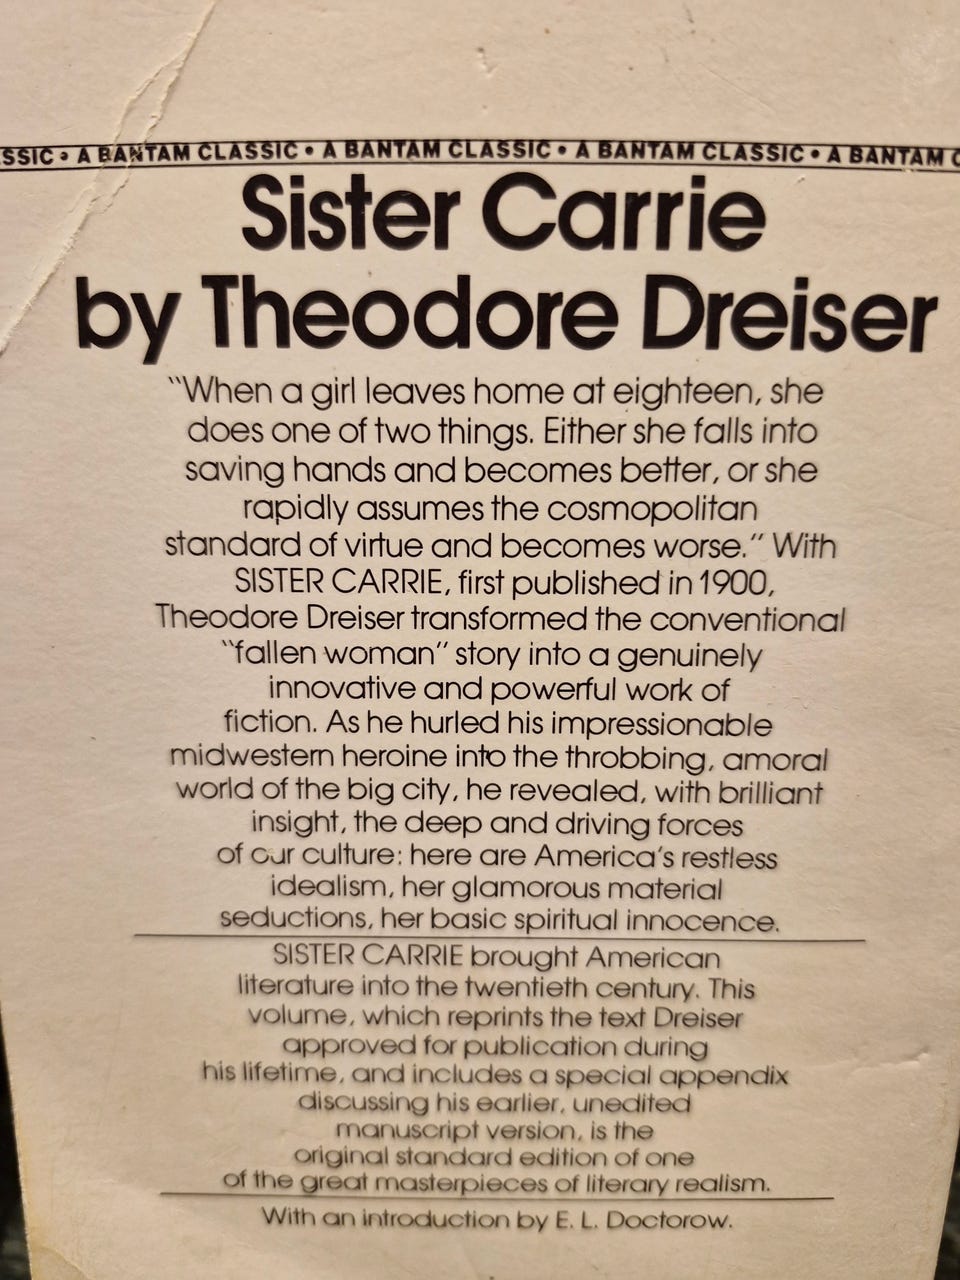 SSIC • A BANTAM CLASSIC • A BANTAM CLASSIC • A BANTAM CLASSIC • A BANTAM C
Sister Carrie
by Theodore Dreiser
“When a girl leaves home at eighteen, she
does one of two things. Either she falls into
saving hands and becomes better, or she
rapidly assumes the cosmopolitan
standard of virtue and becomes worse.” With
SISTER CARRIE, first published in 1900,
Theodore Dreiser transformed the conventional
“fallen woman” story into a genuinely
innovative and powerful work of
fiction. As he hurled his impressionable
midwestern heroine into the throbbing, amoral
world of the big city, he revealed, with brilliant
insight, the deep and driving forces
of our culture: here are America's restless
idealism, her glamorous material
seductions, her basic spiritual innocence.
SISTER CARRIE brought American
literature into the twentieth century. This
volume, which reprints the text Dreiser
approved for publication during
his lifetime, and includes a special appendix
discussing his earlier, unedited
manuscript version, is the
original standard edition of one
of the great masterpieces of literary realism.
With an introduction by E. L. Doctorow.